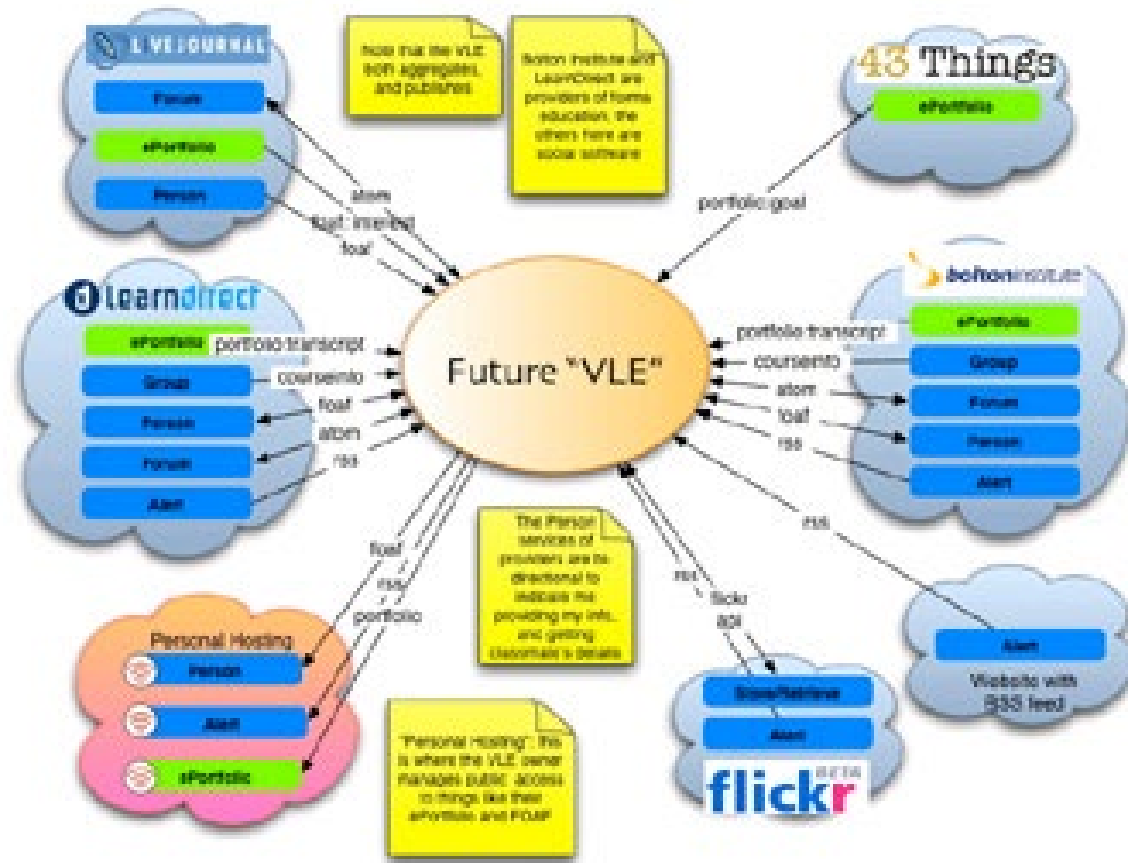 LIVEJOURNAL
Forum
ePortfolio
Person
Note that the VLE
both aggregates,
and publishes
Bolton Institute and
LearnDirect are
providers of formal
education, the
others here are
social software
43 Things
ePortfolio
atom
foaf: interest
foaf
portfolio:goal
learndirect
ePortfolio
Group
Person
Forum
Alert
portfolio:transcript
courseinfo
foaf
atom
rss
Future "VLE"
bolton institute
ePortfolio
Group
Forum
Person
Alert
portfolio:transcript
courseinfo
atom
foaf
rss
foaf
rss
portfolio
The Person
services of
providers are bi-
directional to
indicate me
providing my info,
and getting
classmate's details
rss
flickr
api
rss
Alert
Website with
RSS feed
Personal Hosting
Person
Alert
ePortfolio
"Personal Hosting": this
is where the VLE owner
manages public access
to things like their
ePortfolio and FOAF
Store/Retrieve
Alert
flickr
BETA